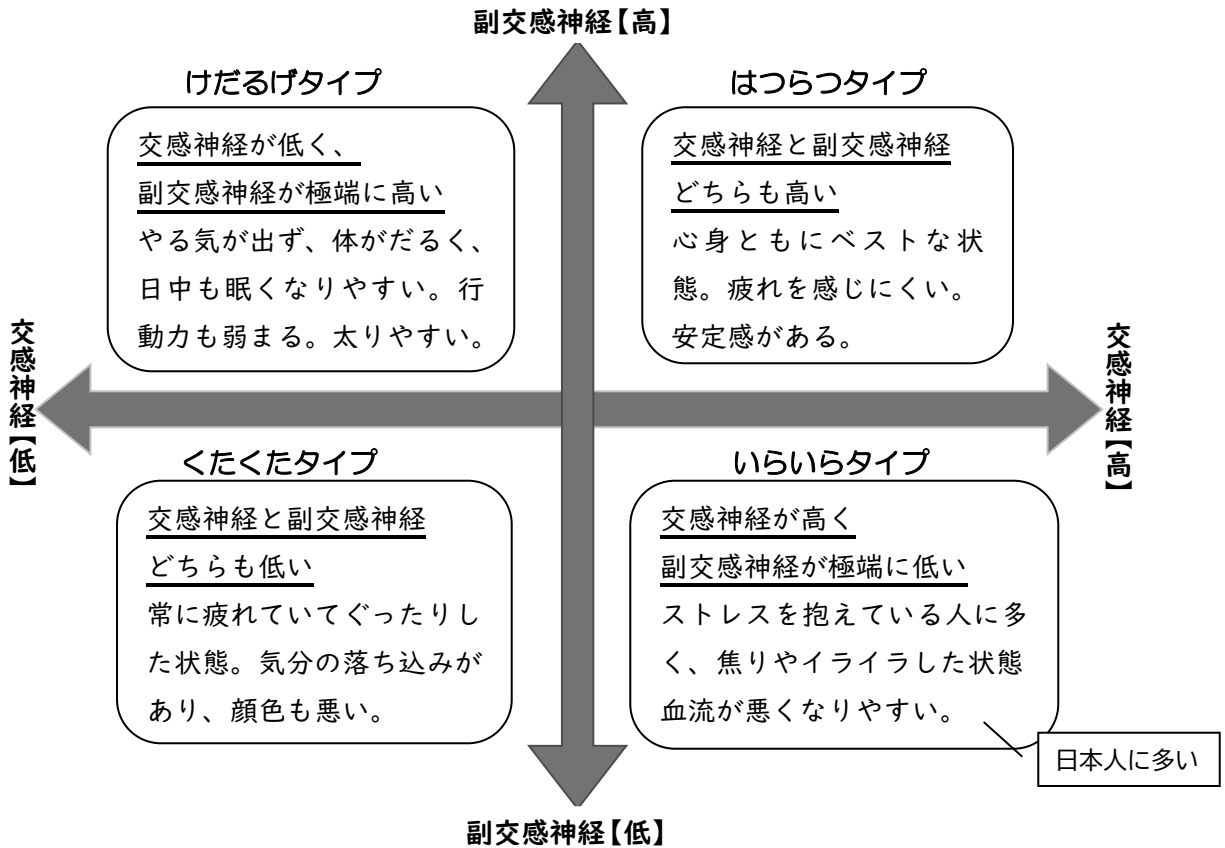 副交感神経【高】
けだるげタイプ
交感神経が低く、
副交感神経が極端に高い
やる気が出ず、体がだるく、
日中も眠くなりやすい。行
動力も弱まる。太りやすい。
はつらつタイプ
交感神経と副交感神経
どちらも高い
心身ともにベストな状
態。疲れを感じにくい。
安定感がある。
交感神経【低】
交感神経【高】
くたくたタイプ
交感神経と副交感神経
どちらも低い
常に疲れていてぐったりし
た状態。気分の落ち込みが
あり、顔色も悪い。
いらいらタイプ
交感神経が高く
副交感神経が極端に低い
ストレスを抱えている人に多
く、焦りやイライラした状態
血流が悪くなりやすい。
日本人に多い
副交感神経【低】